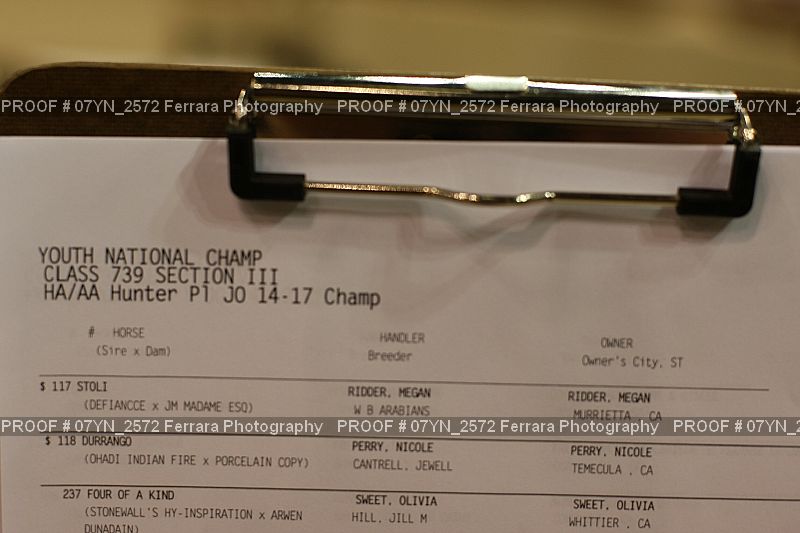 PROOF # 07YN_2572 Ferrara Photography PROOF # 07YN_2572 Ferrara Photography PROOF # 07YN
YOUTH NATIONAL CHAMP
CLASS 739 SECTION III
HA/AA Hunter Pl JO 14-17 Champ
# HORSE HANDLER OWNER
(Sire x Dam) Breeder Owner's City, ST
$ 117 STOLI RIDDER, MEGAN RIDDER, MEGAN
(DEFIANCCE x JM MADAME ESQ) W B ARABIANS MURRIETTA , CA
PROOF # 07YN_2572 Ferrara Photography PROOF # 07YN_2572 Ferrara Photography PROOF # 07YN
$ 118 DURRANGO PERRY, NICOLE PERRY, NICOLE
(OHADI INDIAN FIRE x PORCELAIN COPY) CANTRELL, JEWELL TEMECULA , CA
237 FOUR OF A KIND SWEET, OLIVIA SWEET, OLIVIA
(STONEWALL'S HY-INSPIRATION x ARWEN HILL, JILL M WHITTIER , CA
DUNADAIN)